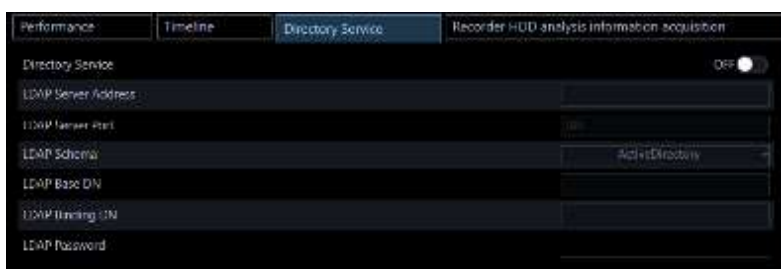 Performance
Timeline
Directory Service
Recorder HDD analysis information acquisition
Directory Service
OFF
LDAP Server Address
LDAP Server Port
LDAP Schema
ActiveDirectory
LDAP Base DN
LDAP Binding DN
LDAP Password